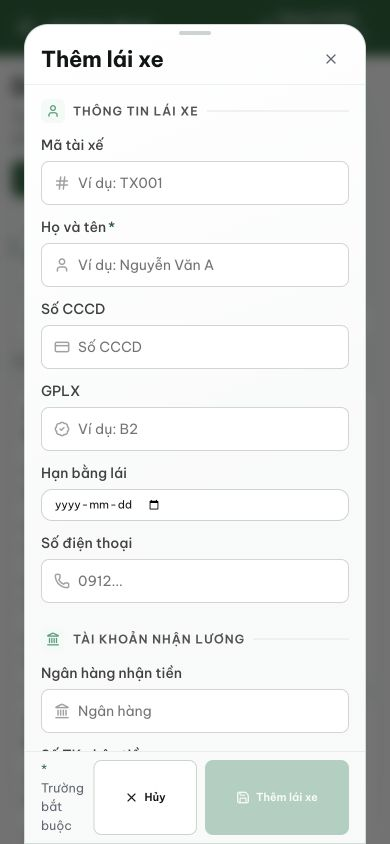 Thêm lái xe
THÔNG TIN LÁI XE
Mã tài xế
Ví dụ: TX001
Họ và tên *
Ví dụ: Nguyễn Văn A
Số CCCD
Số CCCD
GPLX
Ví dụ: B2
Hạn bằng lái
yyyy-mm-dd
Số điện thoại
0912...
TÀI KHOẢN NHẬN LƯƠNG
Ngân hàng nhận tiền
Ngân hàng
*
Trường
bắt
buộc
Hủy
Thêm lái xe